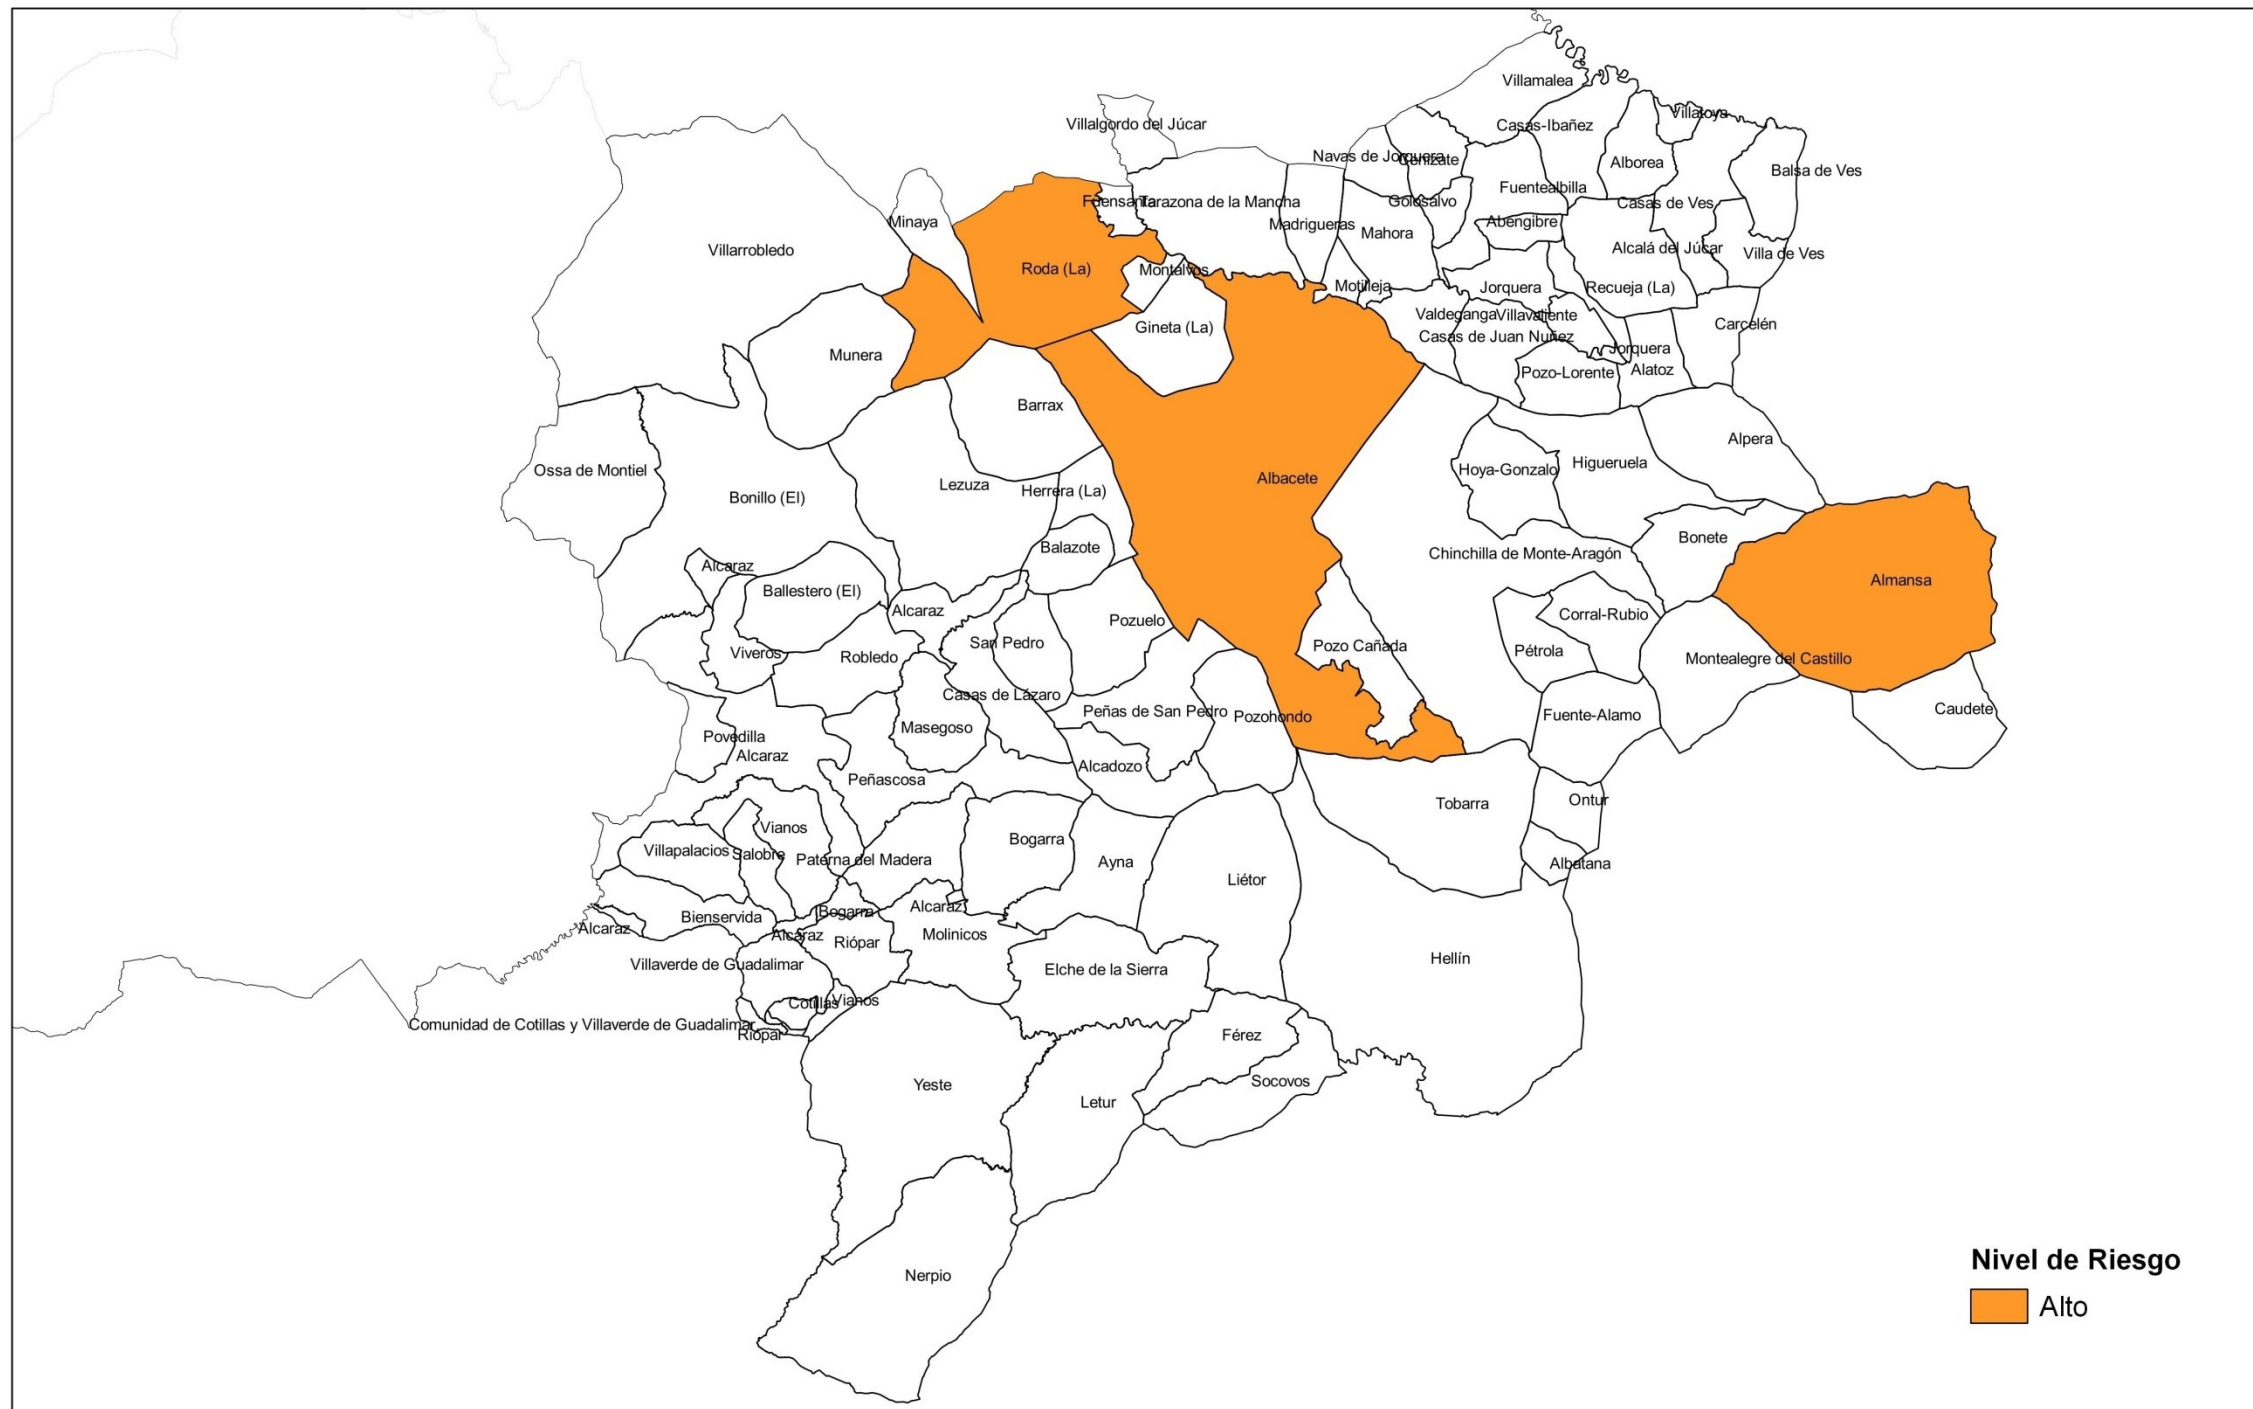 Villamalea
Villatoya
Villalgordo del Júcar
Casas-Ibañez
Navas de Jorquera
Cenizate
Alborea
Balsa de Ves
Fuentealbilla
Fuensanta
Tarazona de la Mancha
Golosalvo
Casas de Ves
Minaya
Madrigueras
Abengibre
Mahora
Villarrobledo
Alcalá del Júcar
Villa de Ves
Roda (La)
Montalvos
Motilleja
Jorquera
Recueja (La)
Valdeganga
Villavaliente
Carcelén
Gineta (La)
Casas de Juan Nuñez
Munera
Jorquera
Pozo-Lorente
Alatoz
Barrax
Alpera
Ossa de Montiel
Hoya-Gonzalo
Higueruela
Albacete
Lezuza
Herrera (La)
Bonillo (El)
Bonete
Balazote
Chinchilla de Monte-Aragón
Alcaraz
Almansa
Ballestero (El)
Alcaraz
Corral-Rubio
Pozuelo
San Pedro
Pozo Cañada
Viveros
Robledo
Pétrola
Montealegre del Castillo
Casas de Lázaro
Peñas de San Pedro
Pozohondo
Fuente-Alamo
Caudete
Masegoso
Povedilla
Alcaraz
Alcadozo
Peñascosa
Tobarra
Ontur
Vianos
Bogarra
Villapalacios
Salobre
Paterna del Madera
Ayna
Albatana
Liétor
Bienservida
Bogarra
Alcaraz
Alcaraz
Alcaraz
Riópar
Molinicos
Hellín
Villaverde de Guadalimar
Elche de la Sierra
Cotillas
Vianos
Comunidad de Cotillas y Villaverde de Guadalimar
Riópar
Férez
Yeste
Socovos
Letur
Nerpio
Nivel de Riesgo
Alto